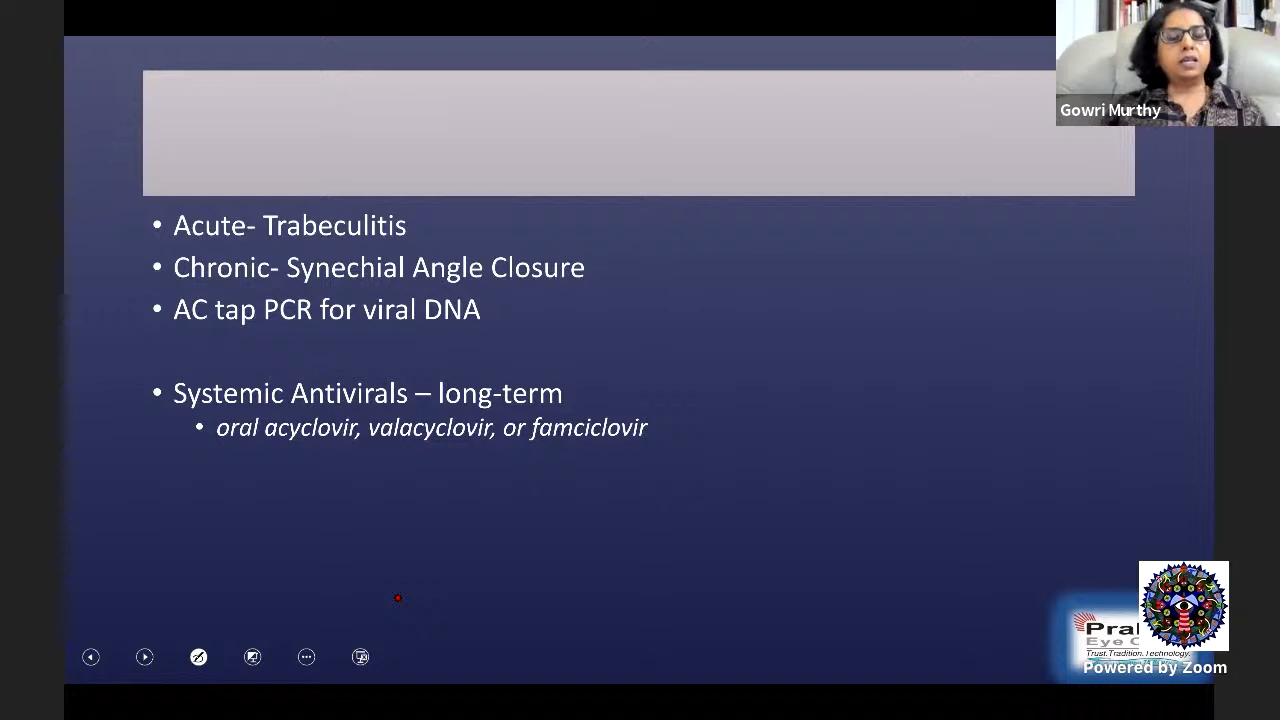 Gowri Murthy
• Acute- Trabeculitis
• Chronic- Synechial Angle Closure
• AC tap PCR for viral DNA
• Systemic Antivirals – long-term
• oral acyclovir, valacyclovir, or famciclovir
Eye
Trust.Tradition.Technology.
Powered by Zoom